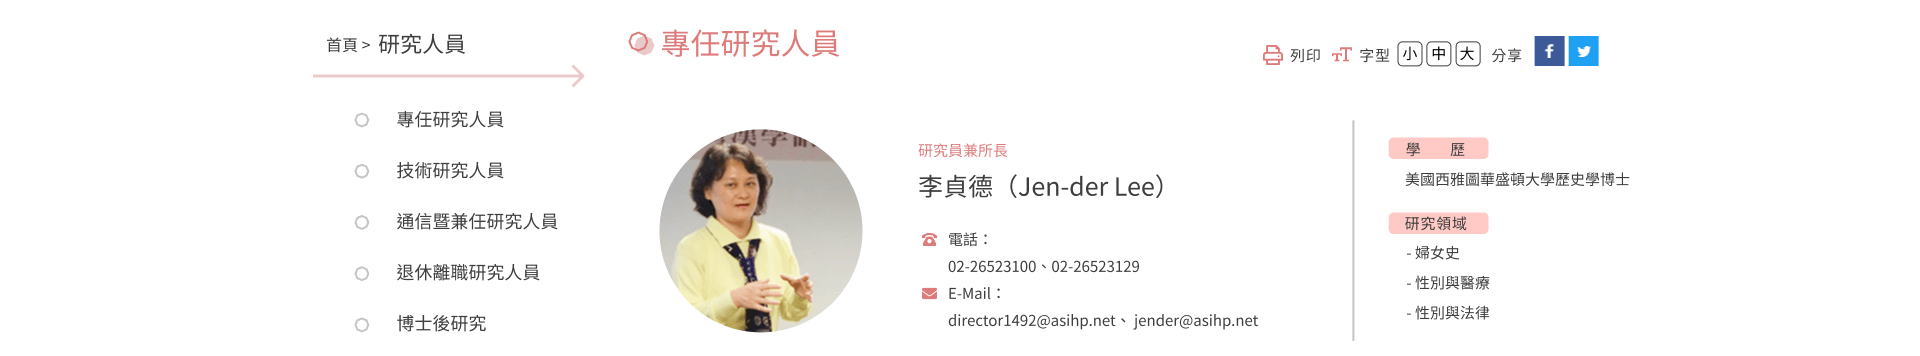 首頁 > 研究人員
專任研究人員
技術研究人員
通信暨兼任研究人員
退休離職研究人員
博士後研究
專任研究人員
列印 字型 小 中 大 分享
研究員兼所長
李貞德（Jen-der Lee）
電話：
02-26523100、02-26523129
E-Mail：
director1492@asihp.net、jender@asihp.net
學 歷
美國西雅圖華盛頓大學歷史學博士
研究領域
- 婦女史
- 性別與醫療
- 性別與法律